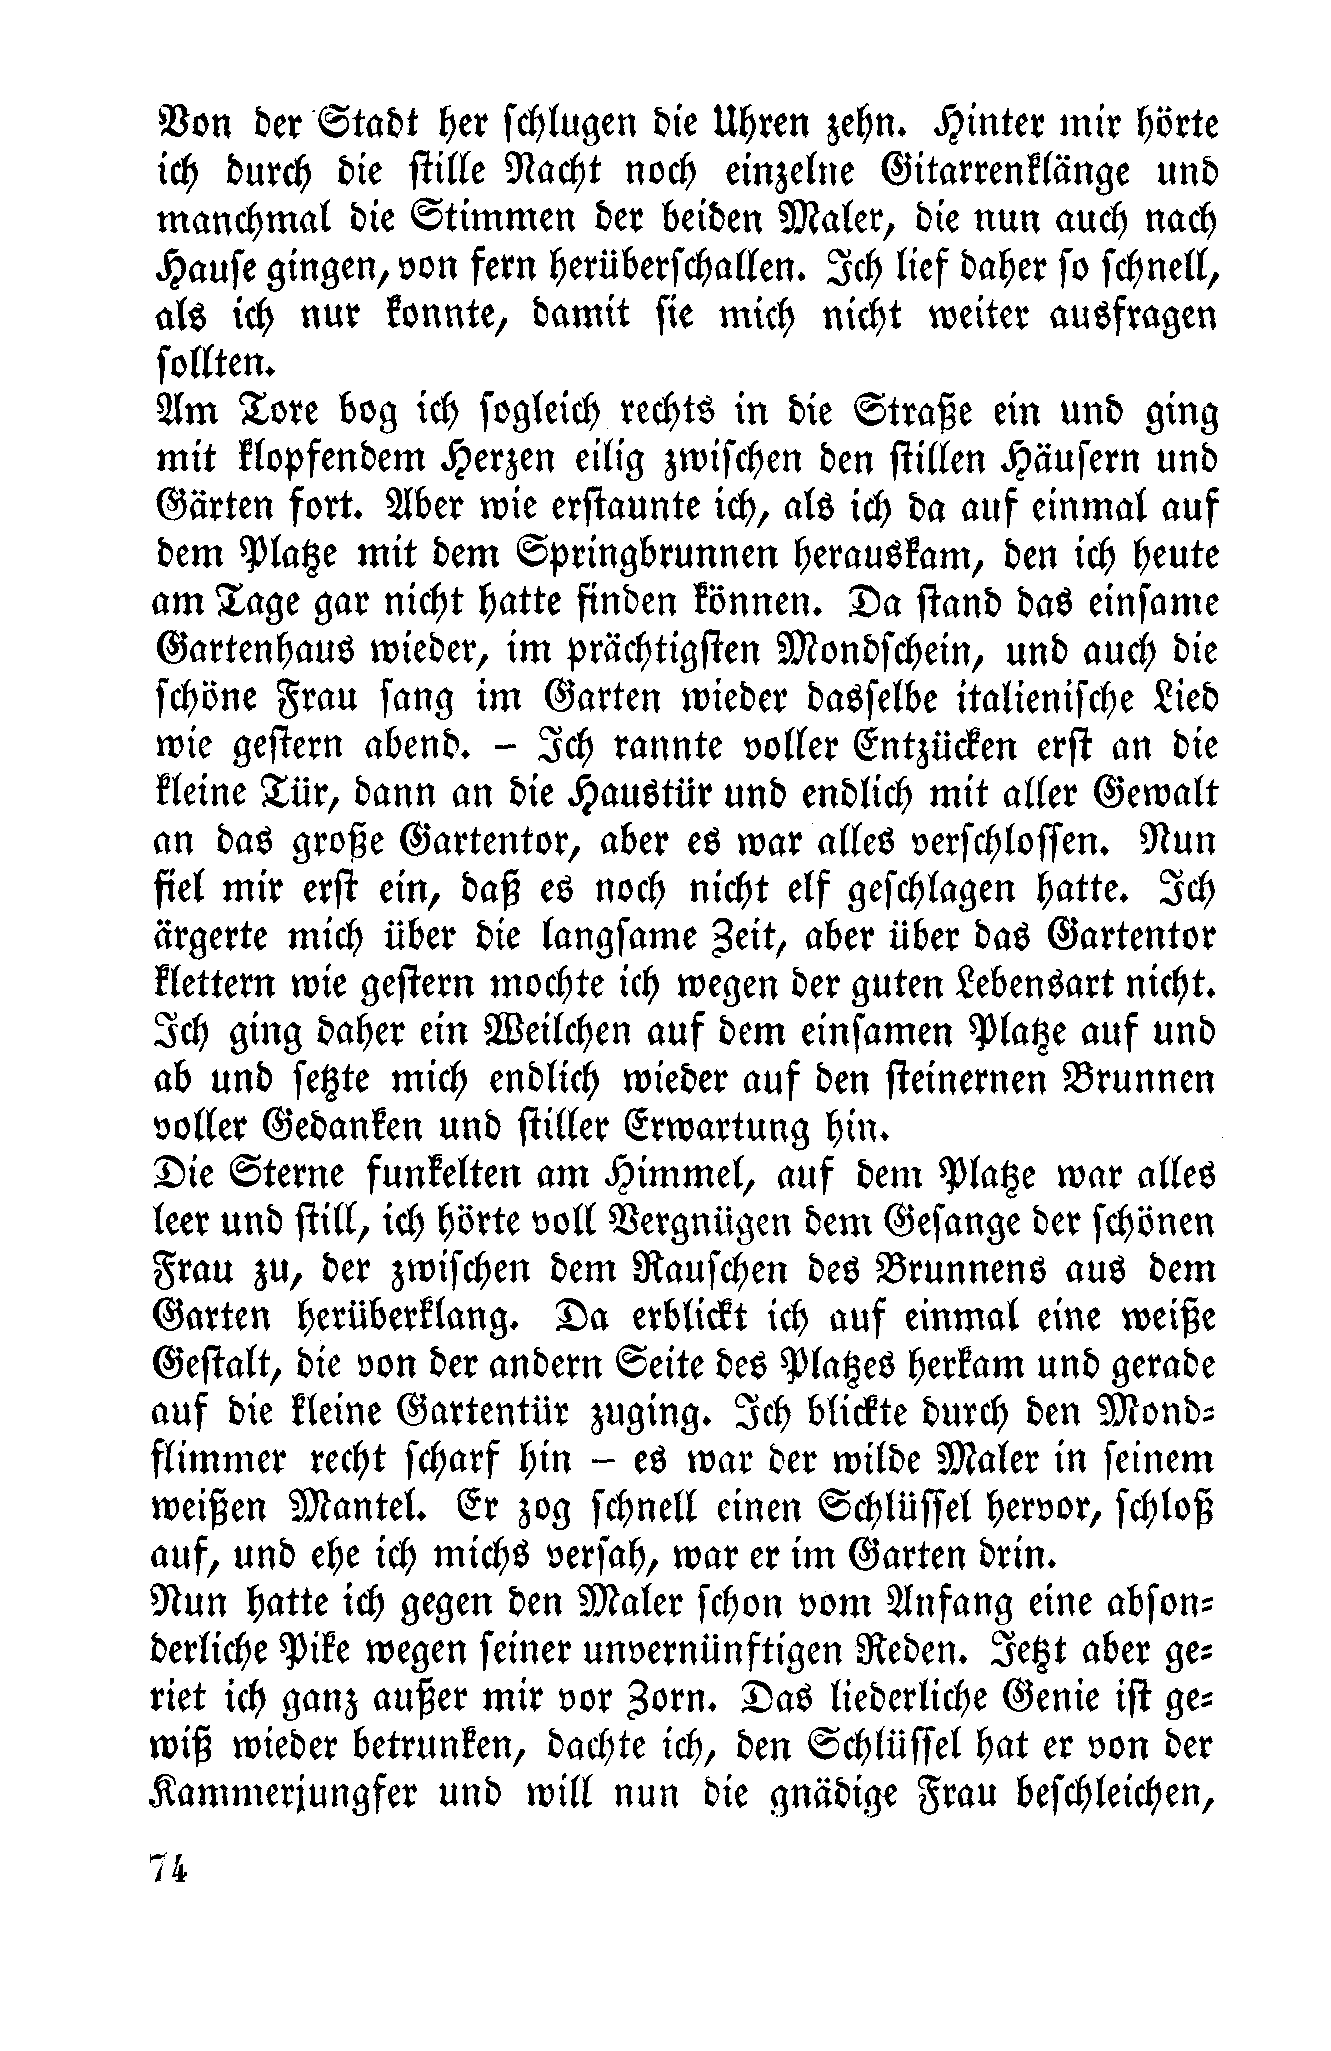 Von der Stadt her schlugen die Uhren zehn. Hinter mir hörte
ich durch die stille Nacht noch einzelne Gitarrenklänge und
manchmal die Stimmen der beiden Maler, die nun auch nach
Hause gingen, von fern herüberschallen. Ich lief daher so schnell,
als ich nur konnte, damit sie mich nicht weiter ausfragen
sollten.
Am Tore bog ich sogleich rechts in die Straße ein und ging
mit klopfendem Herzen eilig zwischen den stillen Häusern und
Gärten fort. Aber wie erstaunte ich, als ich da auf einmal auf
dem Platze mit dem Springbrunnen herauskam, den ich heute
am Tage gar nicht hatte finden können. Da stand das einsame
Gartenhaus wieder, im prächtigsten Mondschein, und auch die
schöne Frau sang im Garten wieder dasselbe italienische Lied
wie gestern abend. – Ich rannte voller Entzücken erst an die
kleine Tür, dann an die Haustür und endlich mit aller Gewalt
an das große Gartentor, aber es war alles verschlossen. Nun
fiel mir erst ein, daß es noch nicht elf geschlagen hatte. Ich
ärgerte mich über die langsame Zeit, aber über das Gartentor
klettern wie gestern mochte ich wegen der guten Lebensart nicht.
Ich ging daher ein Weilchen auf dem einsamen Platze auf und
ab und setzte mich endlich wieder auf den steinernen Brunnen
voller Gedanken und stiller Erwartung hin.
Die Sterne funkelten am Himmel, auf dem Platze war alles
leer und still, ich hörte voll Vergnügen dem Gesange der schönen
Frau zu, der zwischen dem Rauschen des Brunnens aus dem
Garten herüberklang. Da erblickt ich auf einmal eine weiße
Gestalt, die von der andern Seite des Platzes herkam und gerade
auf die kleine Gartentür zuging. Ich blickte durch den Mond-
flimmer recht scharf hin – es war der wilde Maler in seinem
weißen Mantel. Er zog schnell einen Schlüssel hervor, schloß
auf, und ehe ich michs versah, war er im Garten drin.
Nun hatte ich gegen den Maler schon vom Anfang eine abson-
derliche Pike wegen seiner unvernünftigen Reden. Jetzt aber ge-
riet ich ganz außer mir vor Zorn. Das liederliche Genie ist ge-
wiß wieder betrunken, dachte ich, den Schlüssel hat er von der
Kammerjungfer und will nun die gnädige Frau beschleichen,
74